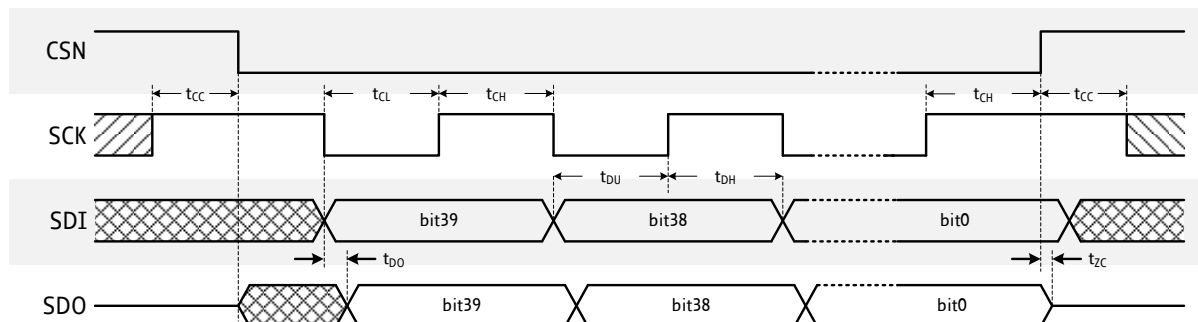 CSN
tCC tCL tCH tCH tCC
SCK
tDU tDH
SDI bit39 bit38 bit0
tDO tZC
SDO bit39 bit38 bit0